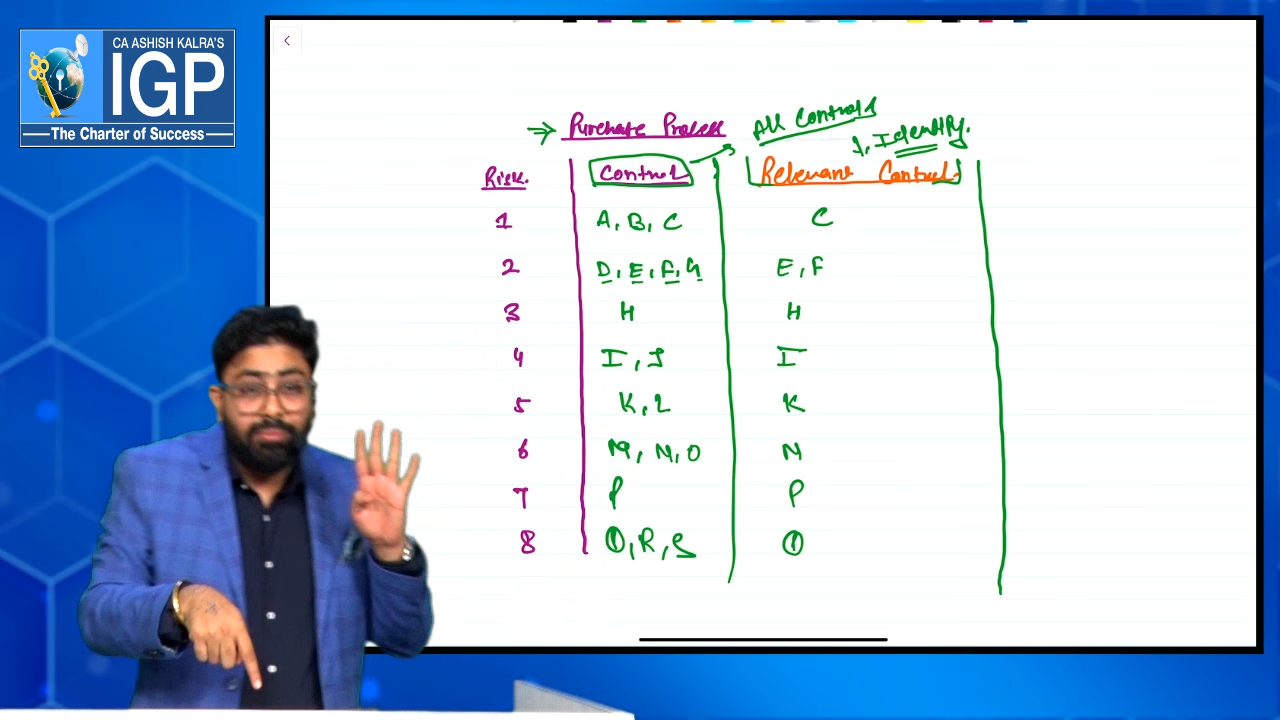 CA ASHISH KALRA'S
IGP
The Charter of Success
⇒ Purchase Process
All Controls
1. Identify.
Risk. Control Relevant Control.
1 A, B, C C
2 D, E, F, G E, F
3 H H
4 I, J I
5 K, L K
6 M, N, O N
7 P P
8 Q, R, S Q